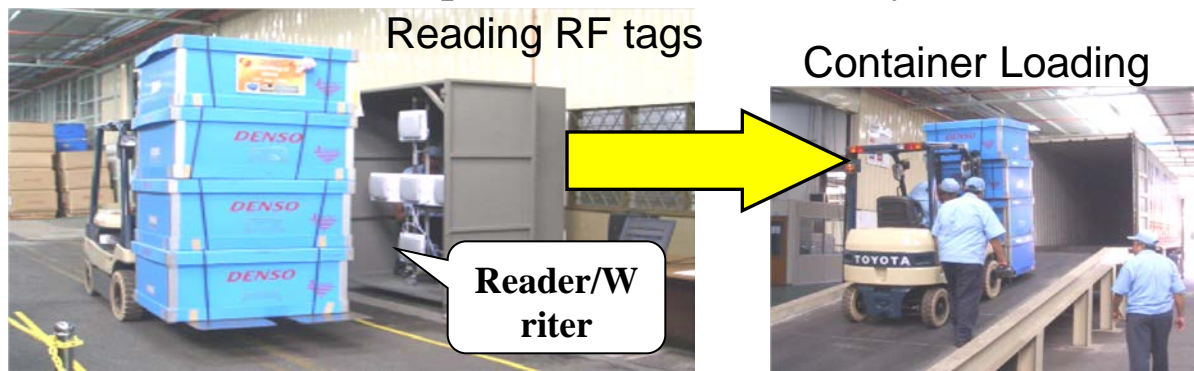 Reading RF tags
Container Loading
DENSO
DENSO
DENSO
Reader/W
riter
DENSO
TOYOTA